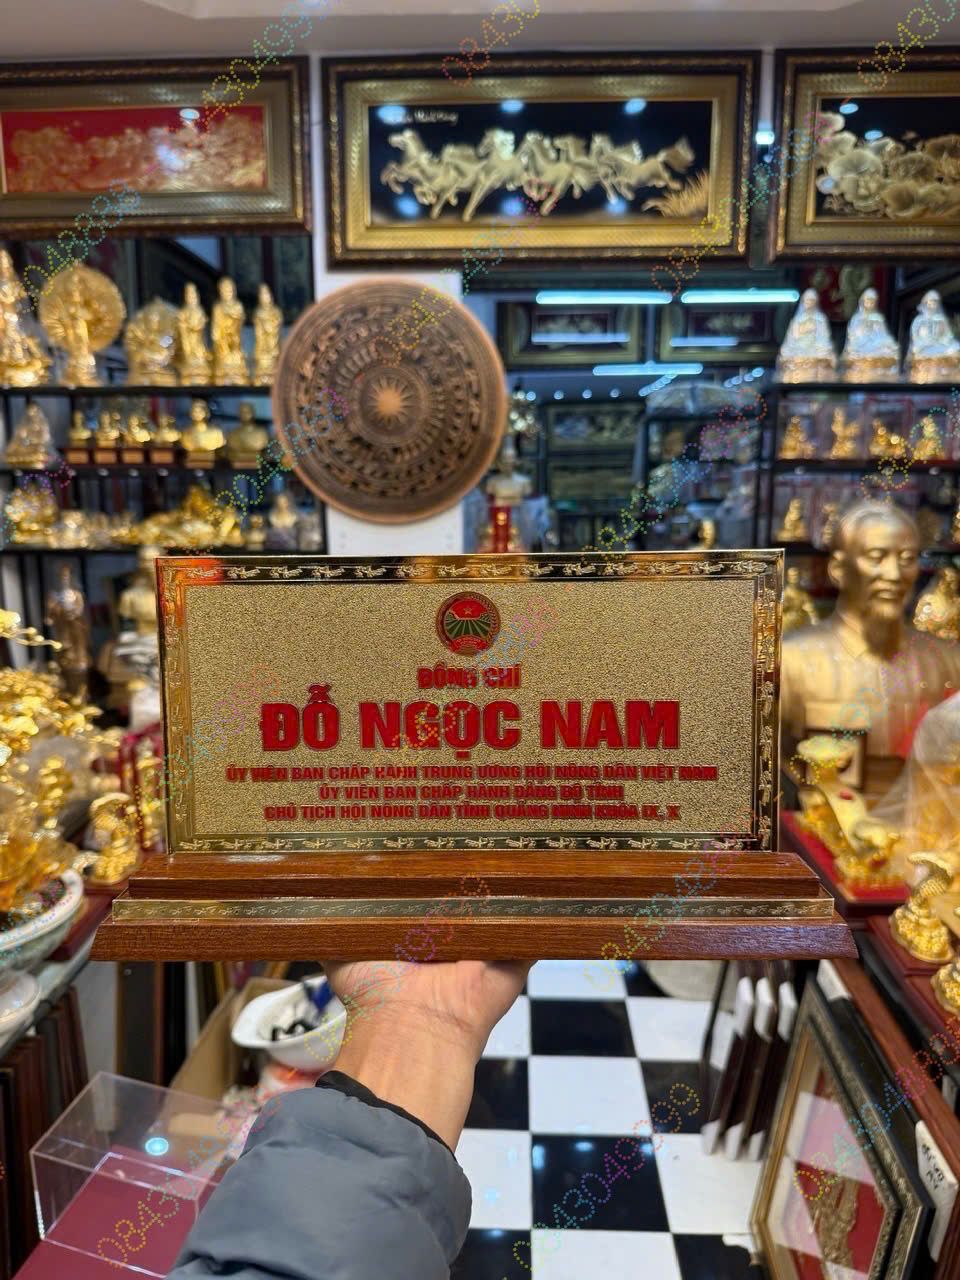 ĐỒNG CHÍ
ĐỖ NGỌC NAM
ỦY VIÊN BAN CHẤP HÀNH TRUNG ƯƠNG HỘI NÔNG DÂN VIỆT NAM
ỦY VIÊN BAN CHẤP HÀNH ĐẢNG BỘ TỈNH
CHỦ TỊCH HỘI NÔNG DÂN TỈNH QUẢNG NINH KHÓA IX, X